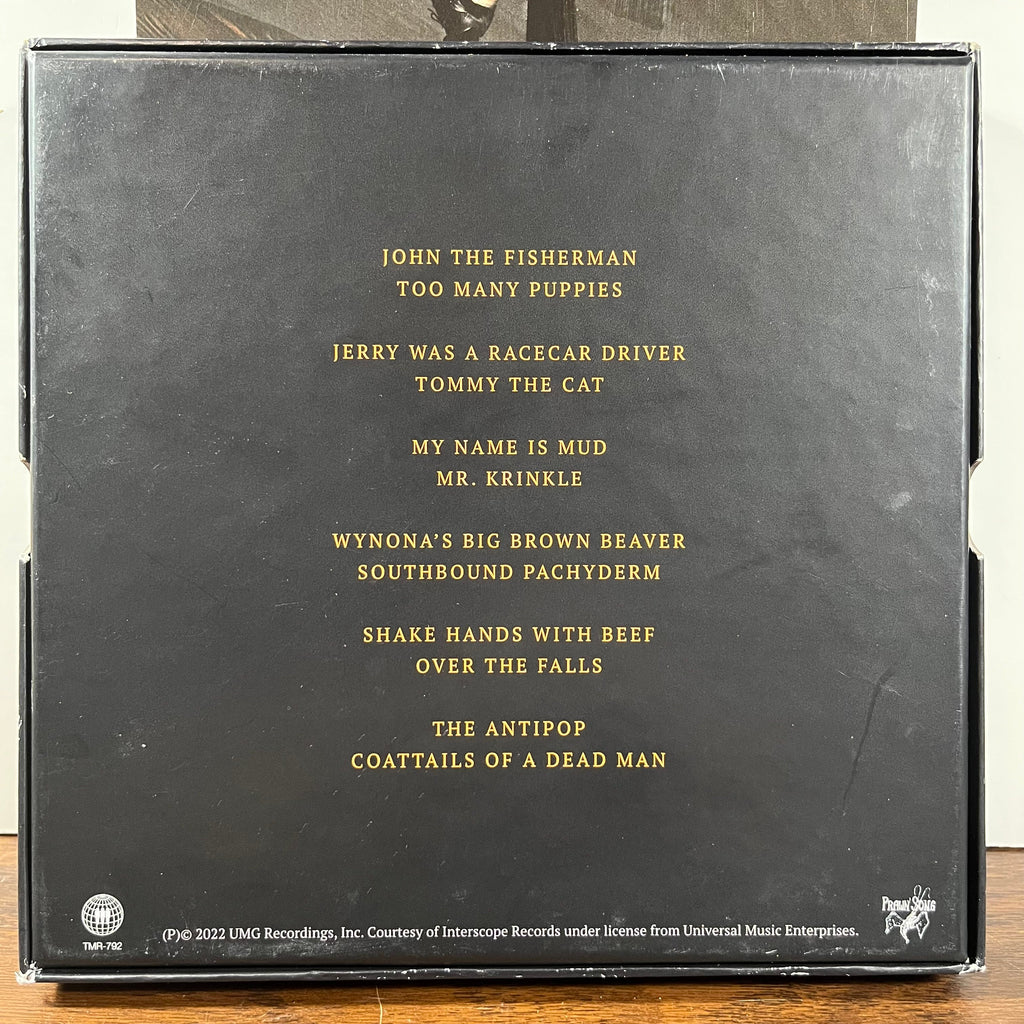 JOHN THE FISHERMAN
TOO MANY PUPPIES
JERRY WAS A RACECAR DRIVER
TOMMY THE CAT
MY NAME IS MUD
MR. KRINKLE
WYNONA'S BIG BROWN BEAVER
SOUTHBOUND PACHYDERM
SHAKE HANDS WITH BEEF
OVER THE FALLS
THE ANTIPOP
COATTAILS OF A DEAD MAN
TMR-792
(P)© 2022 UMG Recordings, Inc. Courtesy of Interscope Records under license from Universal Music Enterprises.
PRAWN SONG